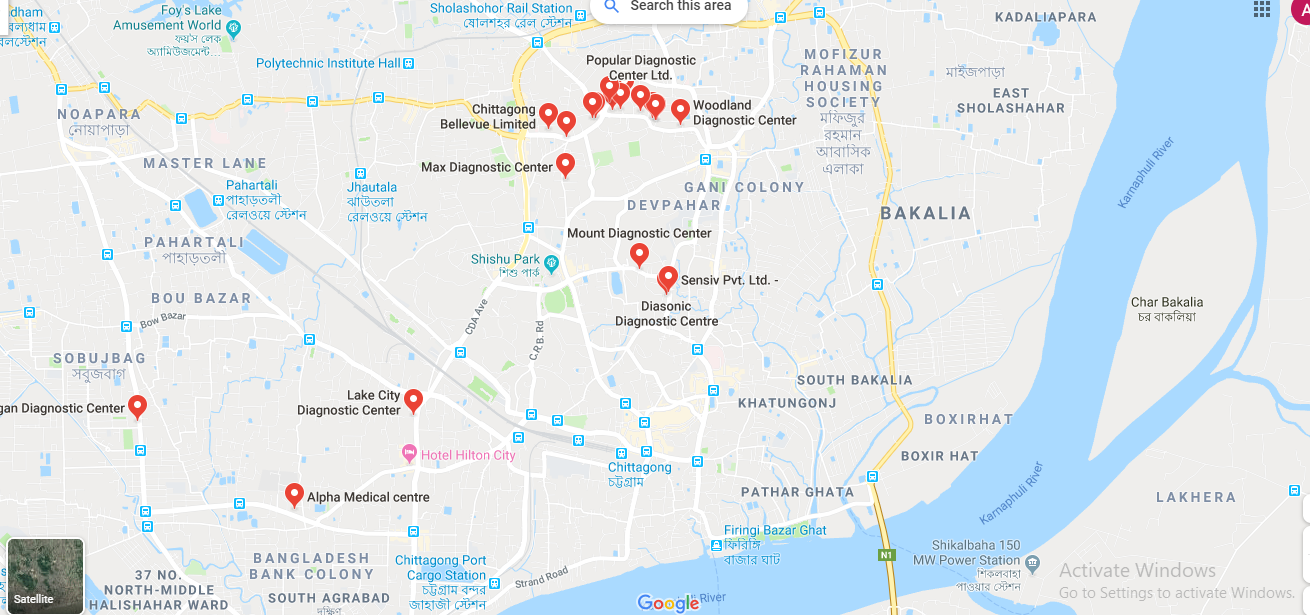 Search this area
Foy's Lake
Amusement World
ফয়'স লেক
অ্যামিউজমেন্ট...
Sholashohor Rail Station
ষোলশহর রেল স্টেশন
KADALIAPARA
Polytechnic Institute Hall
Popular Diagnostic
Center Ltd.
MOFIZUR
RAHAMAN
HOUSING
SOCIETY
মফিজুর
রহমান
আবাসিক
এলাকা
মাইজপাড়া
EAST
SHOLASHAHAR
NOAPARA
নোয়াপাড়া
Chittagong
Bellevue Limited
Woodland
Diagnostic Center
MASTER LANE
Max Diagnostic Center
Pahartali
পাহাড়তলী
রেলওয়ে স্টেশন
Jhautala
ঝাউতলা
রেলওয়ে স্টেশন
GANI COLONY
DEVPAHAR
BAKALIA
Karnaphuli River
PAHARTALI
পাহাড়তলী
Mount Diagnostic Center
Shishu Park
শিশু পার্ক
Sensiv Pvt. Ltd. -
BOU BAZAR
Bow Bazar
CDA Ave
C.R.B. Rd
Diasonic
Diagnostic Centre
Char Bakalia
চর বাকলিয়া
SOBUJBAG
সবুজবাগ
SOUTH BAKALIA
Lake City
Diagnostic Center
gan Diagnostic Center
KHATUNGONJ
BOXIRHAT
Hotel Hilton City
BOXIR HAT
Chittagong
চট্টগ্রাম
Alpha Medical centre
PATHAR GHATA
Karnaphuli River
LAKHERA
Firingi Bazar Ghat
ফিরিঙ্গি
বাজার ঘাট
N1
Shikalbaha 150
MW Power Station
শিকলবাহা
পাওয়ার স্টেশন
BANGLADESH
BANK COLONY
Chittagong Port
Cargo Station
চট্টগ্রাম বন্দর
জাহাজী স্টেশন
Strand Road
37 NO.
NORTH-MIDDLE
HALISHAHAR WARD
SOUTH AGRABAD
দক্ষিণ
Satellite
Google
River
Activate Windows
Go to Settings to activate Windows.